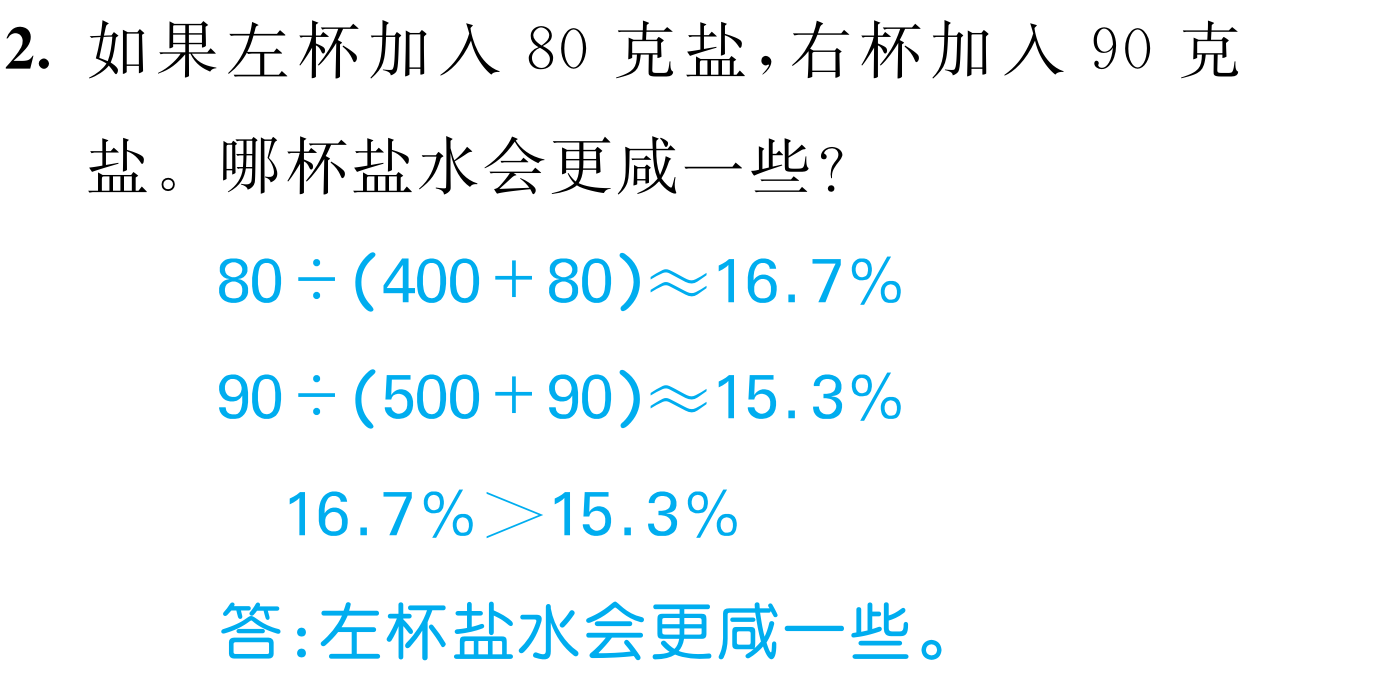 2. 如果左杯加入 80 克盐,右杯加入 90 克
盐。哪杯盐水会更咸一些?
80÷(400+80)≈16.7%
90÷(500+90)≈15.3%
16.7%>15.3%
答:左杯盐水会更咸一些。